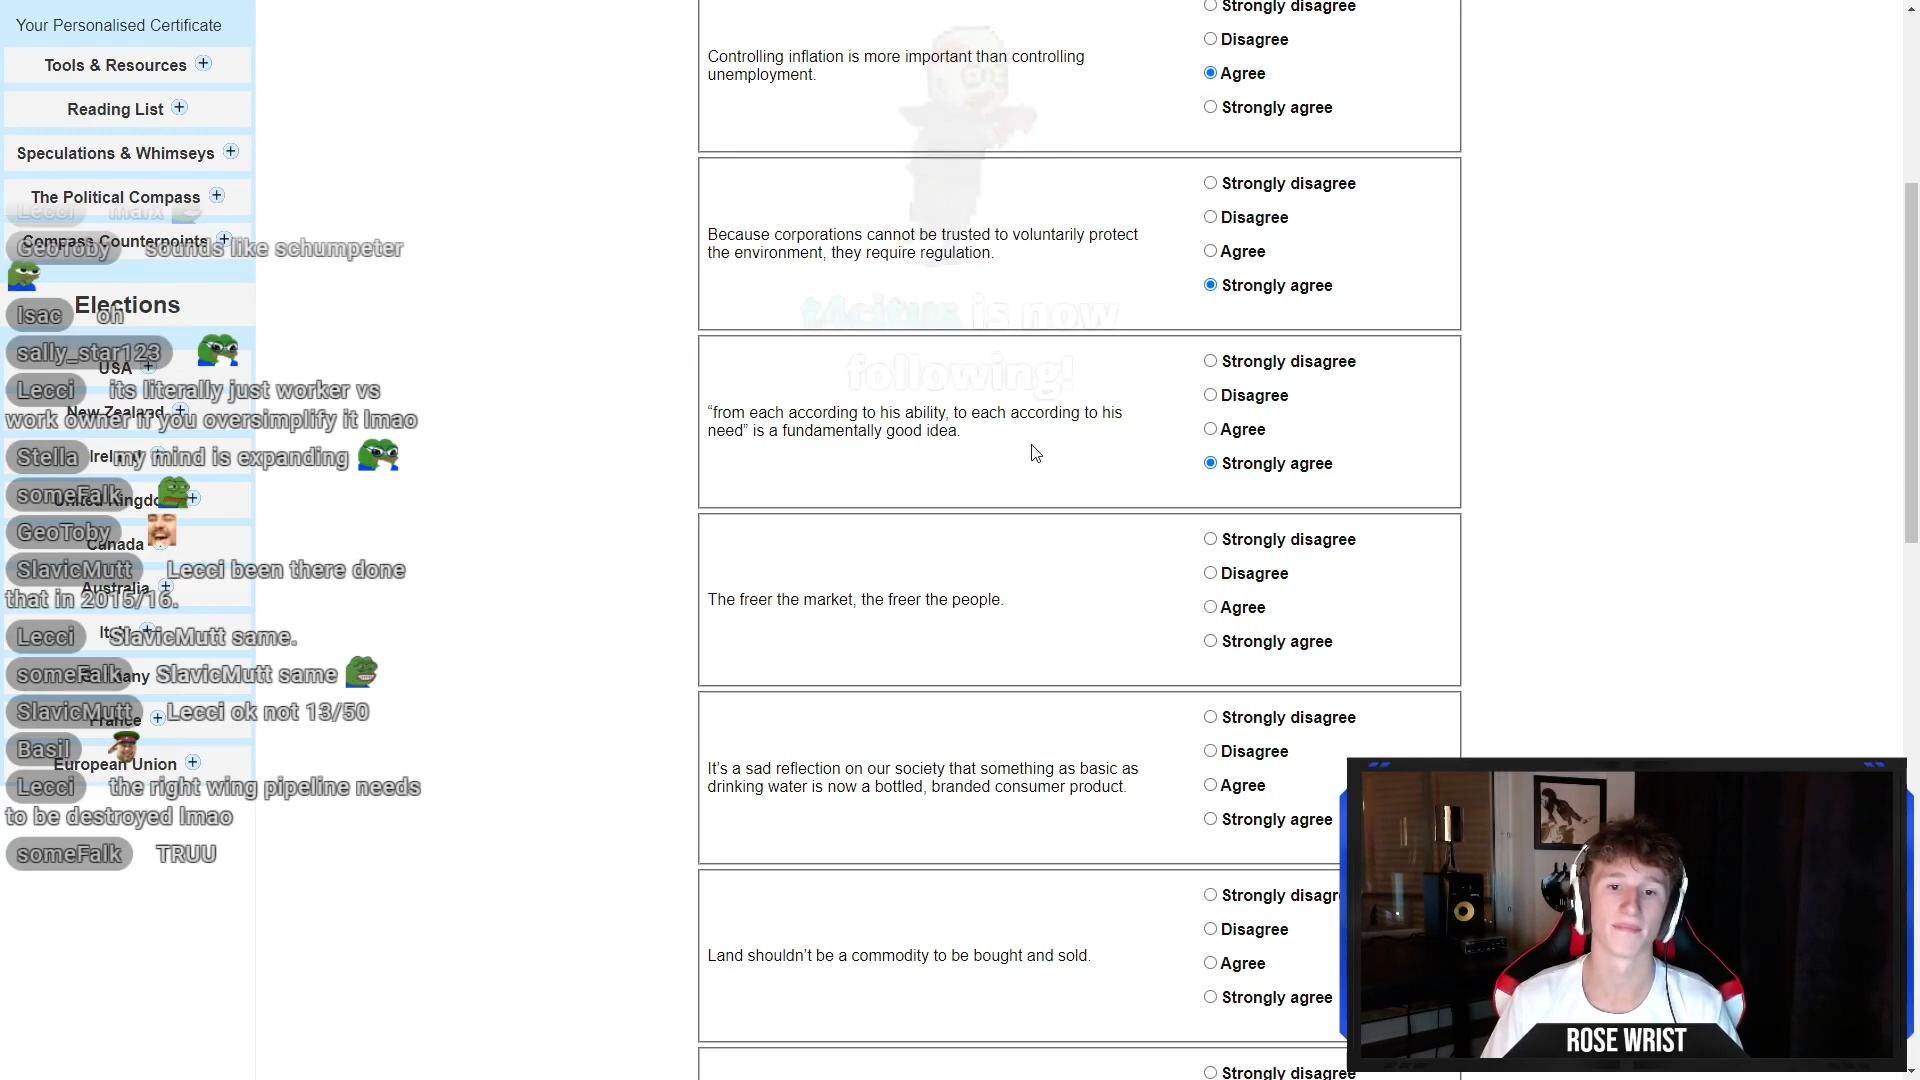 Your Personalised Certificate
Tools & Resources
Reading List
Speculations & Whimseys
The Political Compass
Lecci marx
Compass Counterpoints
GeoToby sounds like schumpeter
Elections
Isac oh
sally_star123
USA
Lecci its literally just worker vs
work owner if you oversimplify it lmao
New Zealand
Stella my mind is expanding
someFalk
GeoToby
Canada
SlavicMutt Lecci been there done
that in 2015/16.
Australia
Lecci SlavicMutt same.
someFalk SlavicMutt same
SlavicMutt Lecci ok not 13/50
France
Basil
European Union
Lecci the right wing pipeline needs
to be destroyed lmao
someFalk TRUU
Strongly disagree
Disagree
Controlling inflation is more important than controlling
unemployment.
Agree
Strongly agree
Strongly disagree
Disagree
Because corporations cannot be trusted to voluntarily protect
the environment, they require regulation.
Agree
Strongly agree
t4citus is now
following!
Strongly disagree
Disagree
“from each according to his ability, to each according to his
need” is a fundamentally good idea.
Agree
Strongly agree
Strongly disagree
Disagree
The freer the market, the freer the people.
Agree
Strongly agree
Strongly disagree
Disagree
It’s a sad reflection on our society that something as basic as
drinking water is now a bottled, branded consumer product.
Agree
Strongly agree
Strongly disagr
Disagree
Land shouldn’t be a commodity to be bought and sold.
Agree
Strongly agree
Strongly disagree
ROSE WRIST